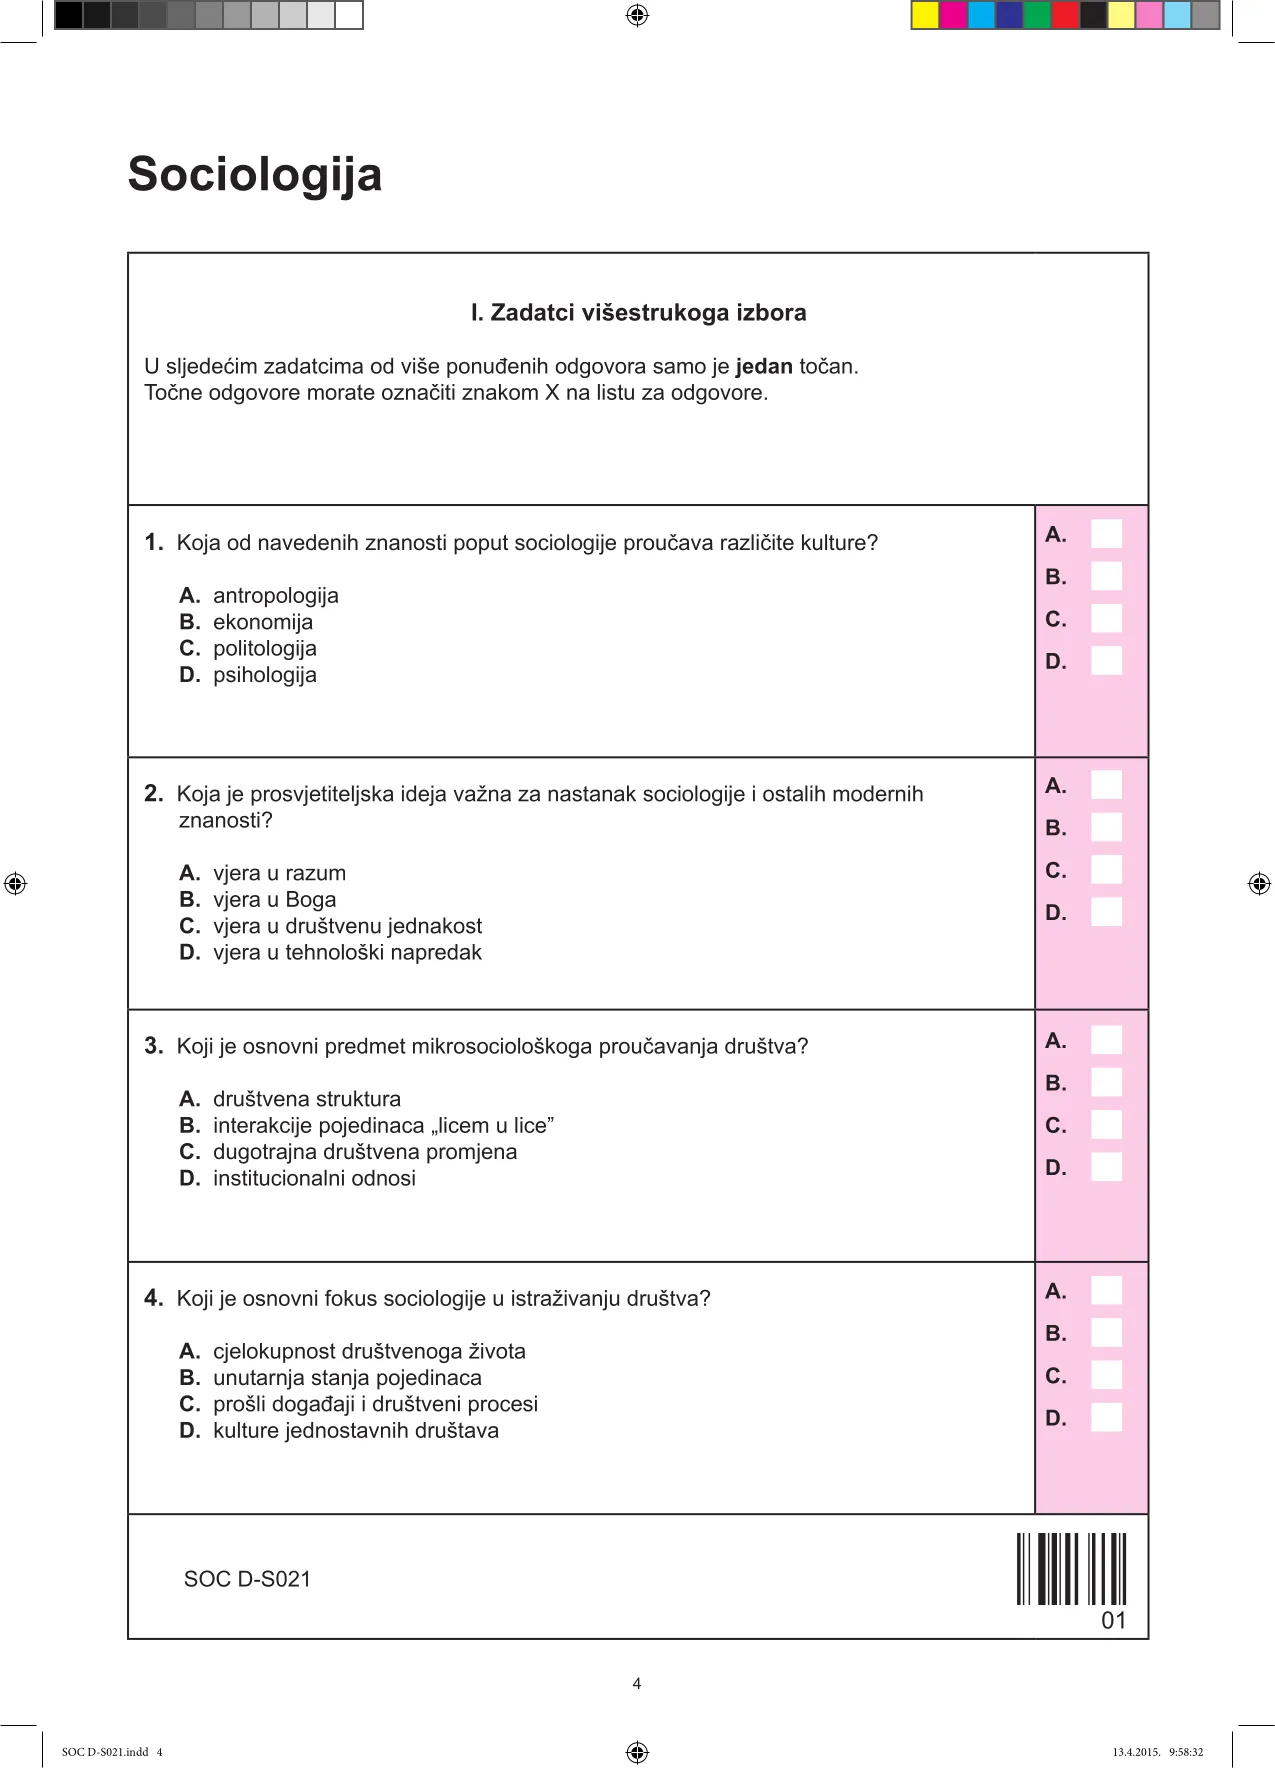 Sociologija
I. Zadatci višestrukoga izbora
U sljedećim zadatcima od više ponuđenih odgovora samo je jedan točan.
Točne odgovore morate označiti znakom X na listu za odgovore.
1. Koja od navedenih znanosti poput sociologije proučava različite kulture?
A. antropologija
B. ekonomija
C. politologija
D. psihologija
A.
B.
C.
D.
2. Koja je prosvjetiteljska ideja važna za nastanak sociologije i ostalih modernih
znanosti?
A. vjera u razum
B. vjera u Boga
C. vjera u društvenu jednakost
D. vjera u tehnološki napredak
A.
B.
C.
D.
3. Koji je osnovni predmet mikrosociološkoga proučavanja društva?
A. društvena struktura
B. interakcije pojedinaca „licem u lice”
C. dugotrajna društvena promjena
D. institucionalni odnosi
A.
B.
C.
D.
4. Koji je osnovni fokus sociologije u istraživanju društva?
A. cjelokupnost društvenoga života
B. unutarnja stanja pojedinaca
C. prošli događaji i društveni procesi
D. kulture jednostavnih društava
A.
B.
C.
D.
SOC D-S021
01
4
SOC D-S021.indd 4
13.4.2015. 9:58:32